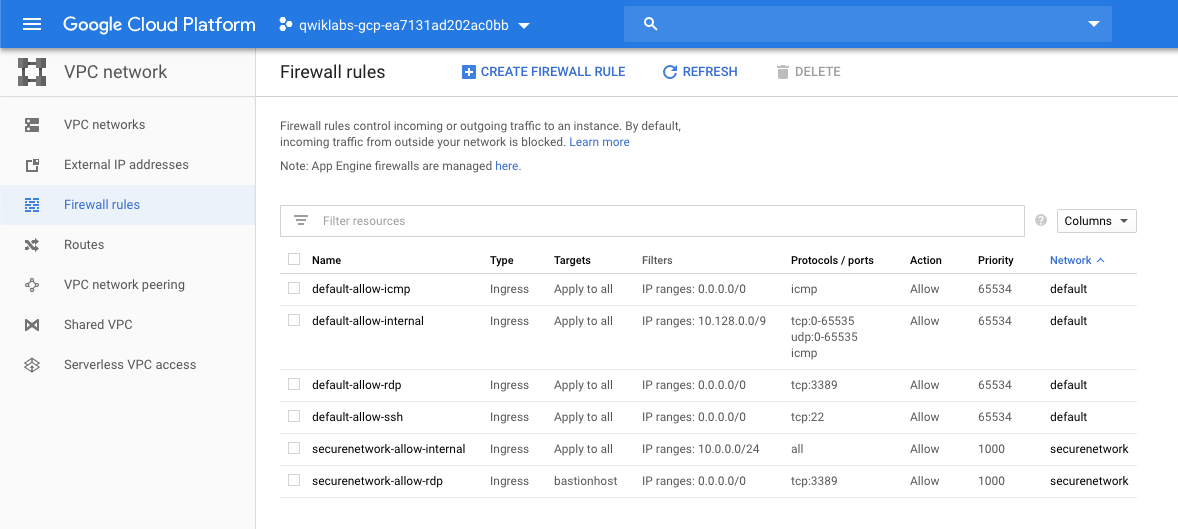 Google Cloud Platform qwiklabs-gcp-ea7131ad202ac0bb
VPC network
VPC networks
External IP addresses
Firewall rules
Routes
VPC network peering
Shared VPC
Serverless VPC access
Firewall rules CREATE FIREWALL RULE REFRESH DELETE
Firewall rules control incoming or outgoing traffic to an instance. By default,
incoming traffic from outside your network is blocked. Learn more
Note: App Engine firewalls are managed here.
Filter resources ? Columns
Name Type Targets Filters Protocols / ports Action Priority Network
default-allow-icmp Ingress Apply to all IP ranges: 0.0.0.0/0 icmp Allow 65534 default
default-allow-internal Ingress Apply to all IP ranges: 10.128.0.0/9 tcp:0-65535 Allow 65534 default
udp:0-65535
icmp
default-allow-rdp Ingress Apply to all IP ranges: 0.0.0.0/0 tcp:3389 Allow 65534 default
default-allow-ssh Ingress Apply to all IP ranges: 0.0.0.0/0 tcp:22 Allow 65534 default
securenetwork-allow-internal Ingress Apply to all IP ranges: 10.0.0.0/24 all Allow 1000 securenetwork
securenetwork-allow-rdp Ingress bastionhost IP ranges: 0.0.0.0/0 tcp:3389 Allow 1000 securenetwork